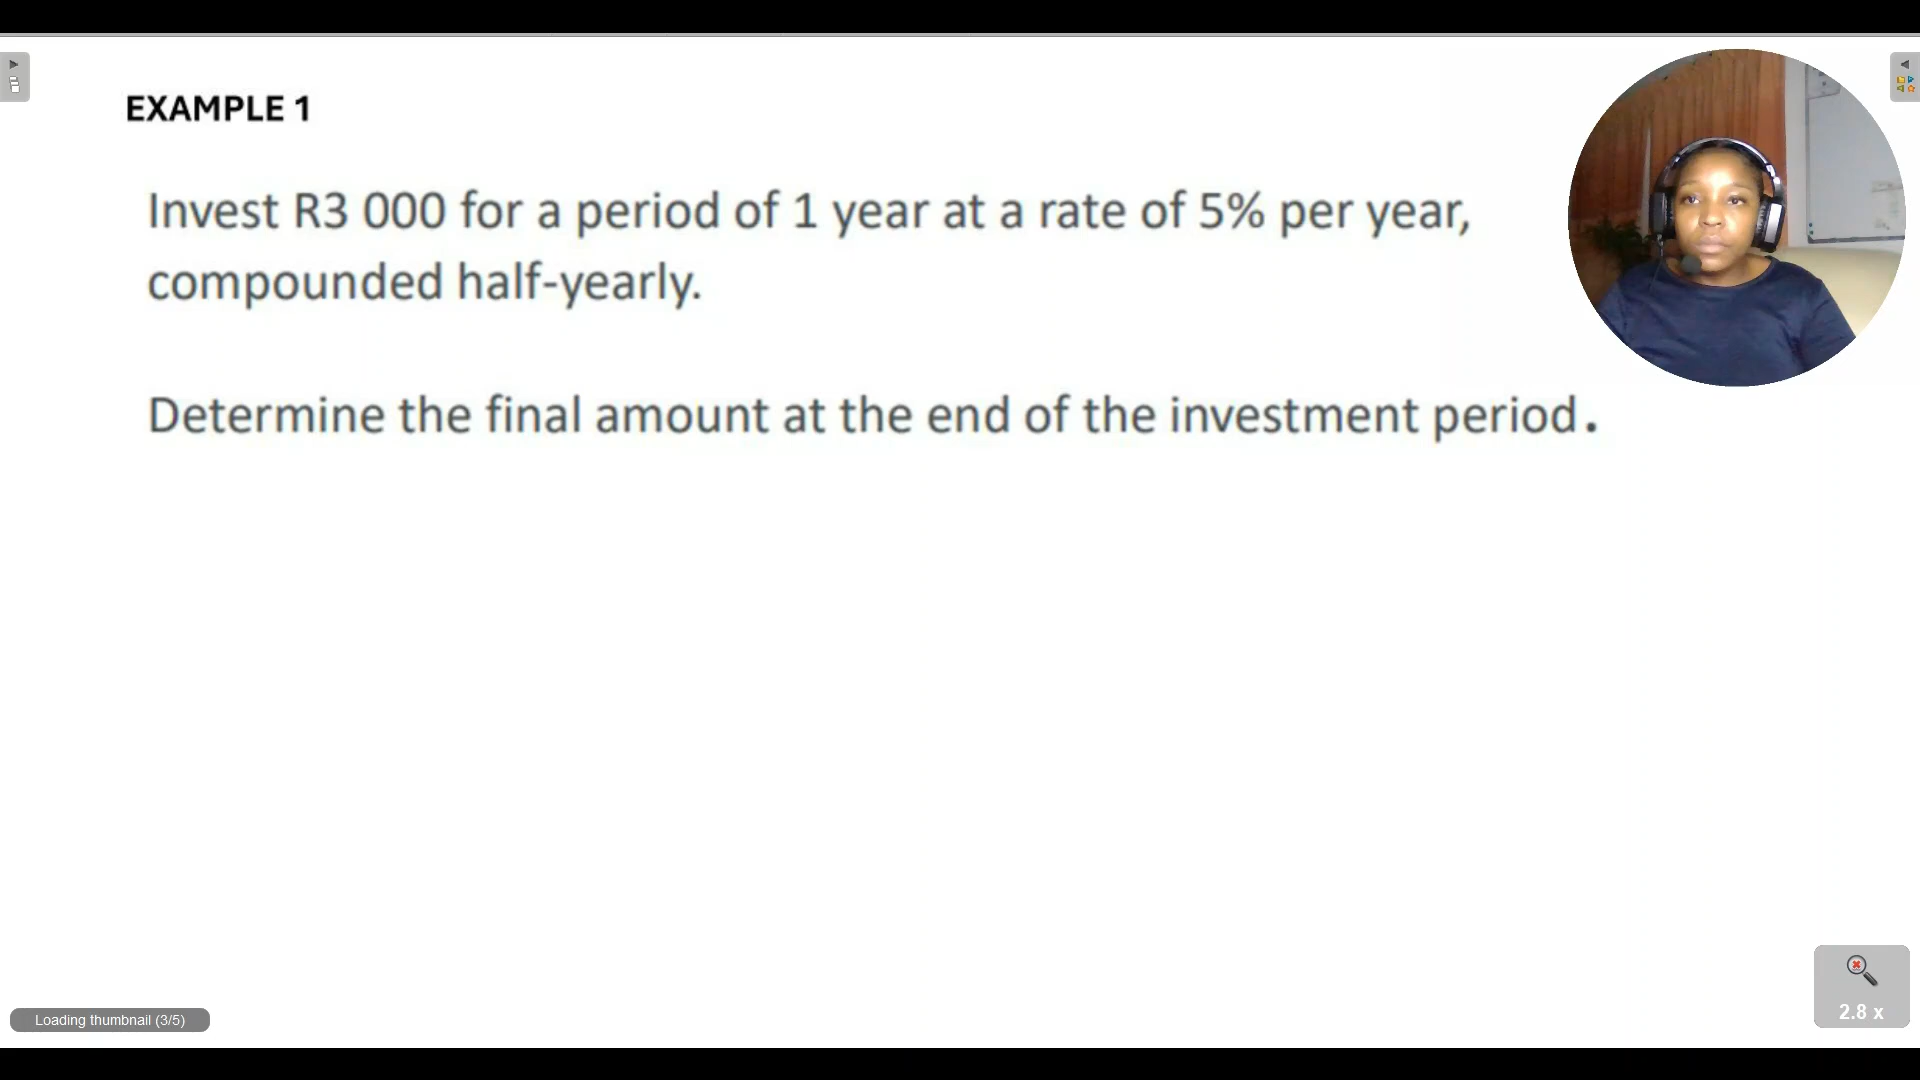 EXAMPLE 1
Invest R3 000 for a period of 1 year at a rate of 5% per year,
compounded half-yearly.
Determine the final amount at the end of the investment period.
Loading thumbnail (3/5)
2.8 x